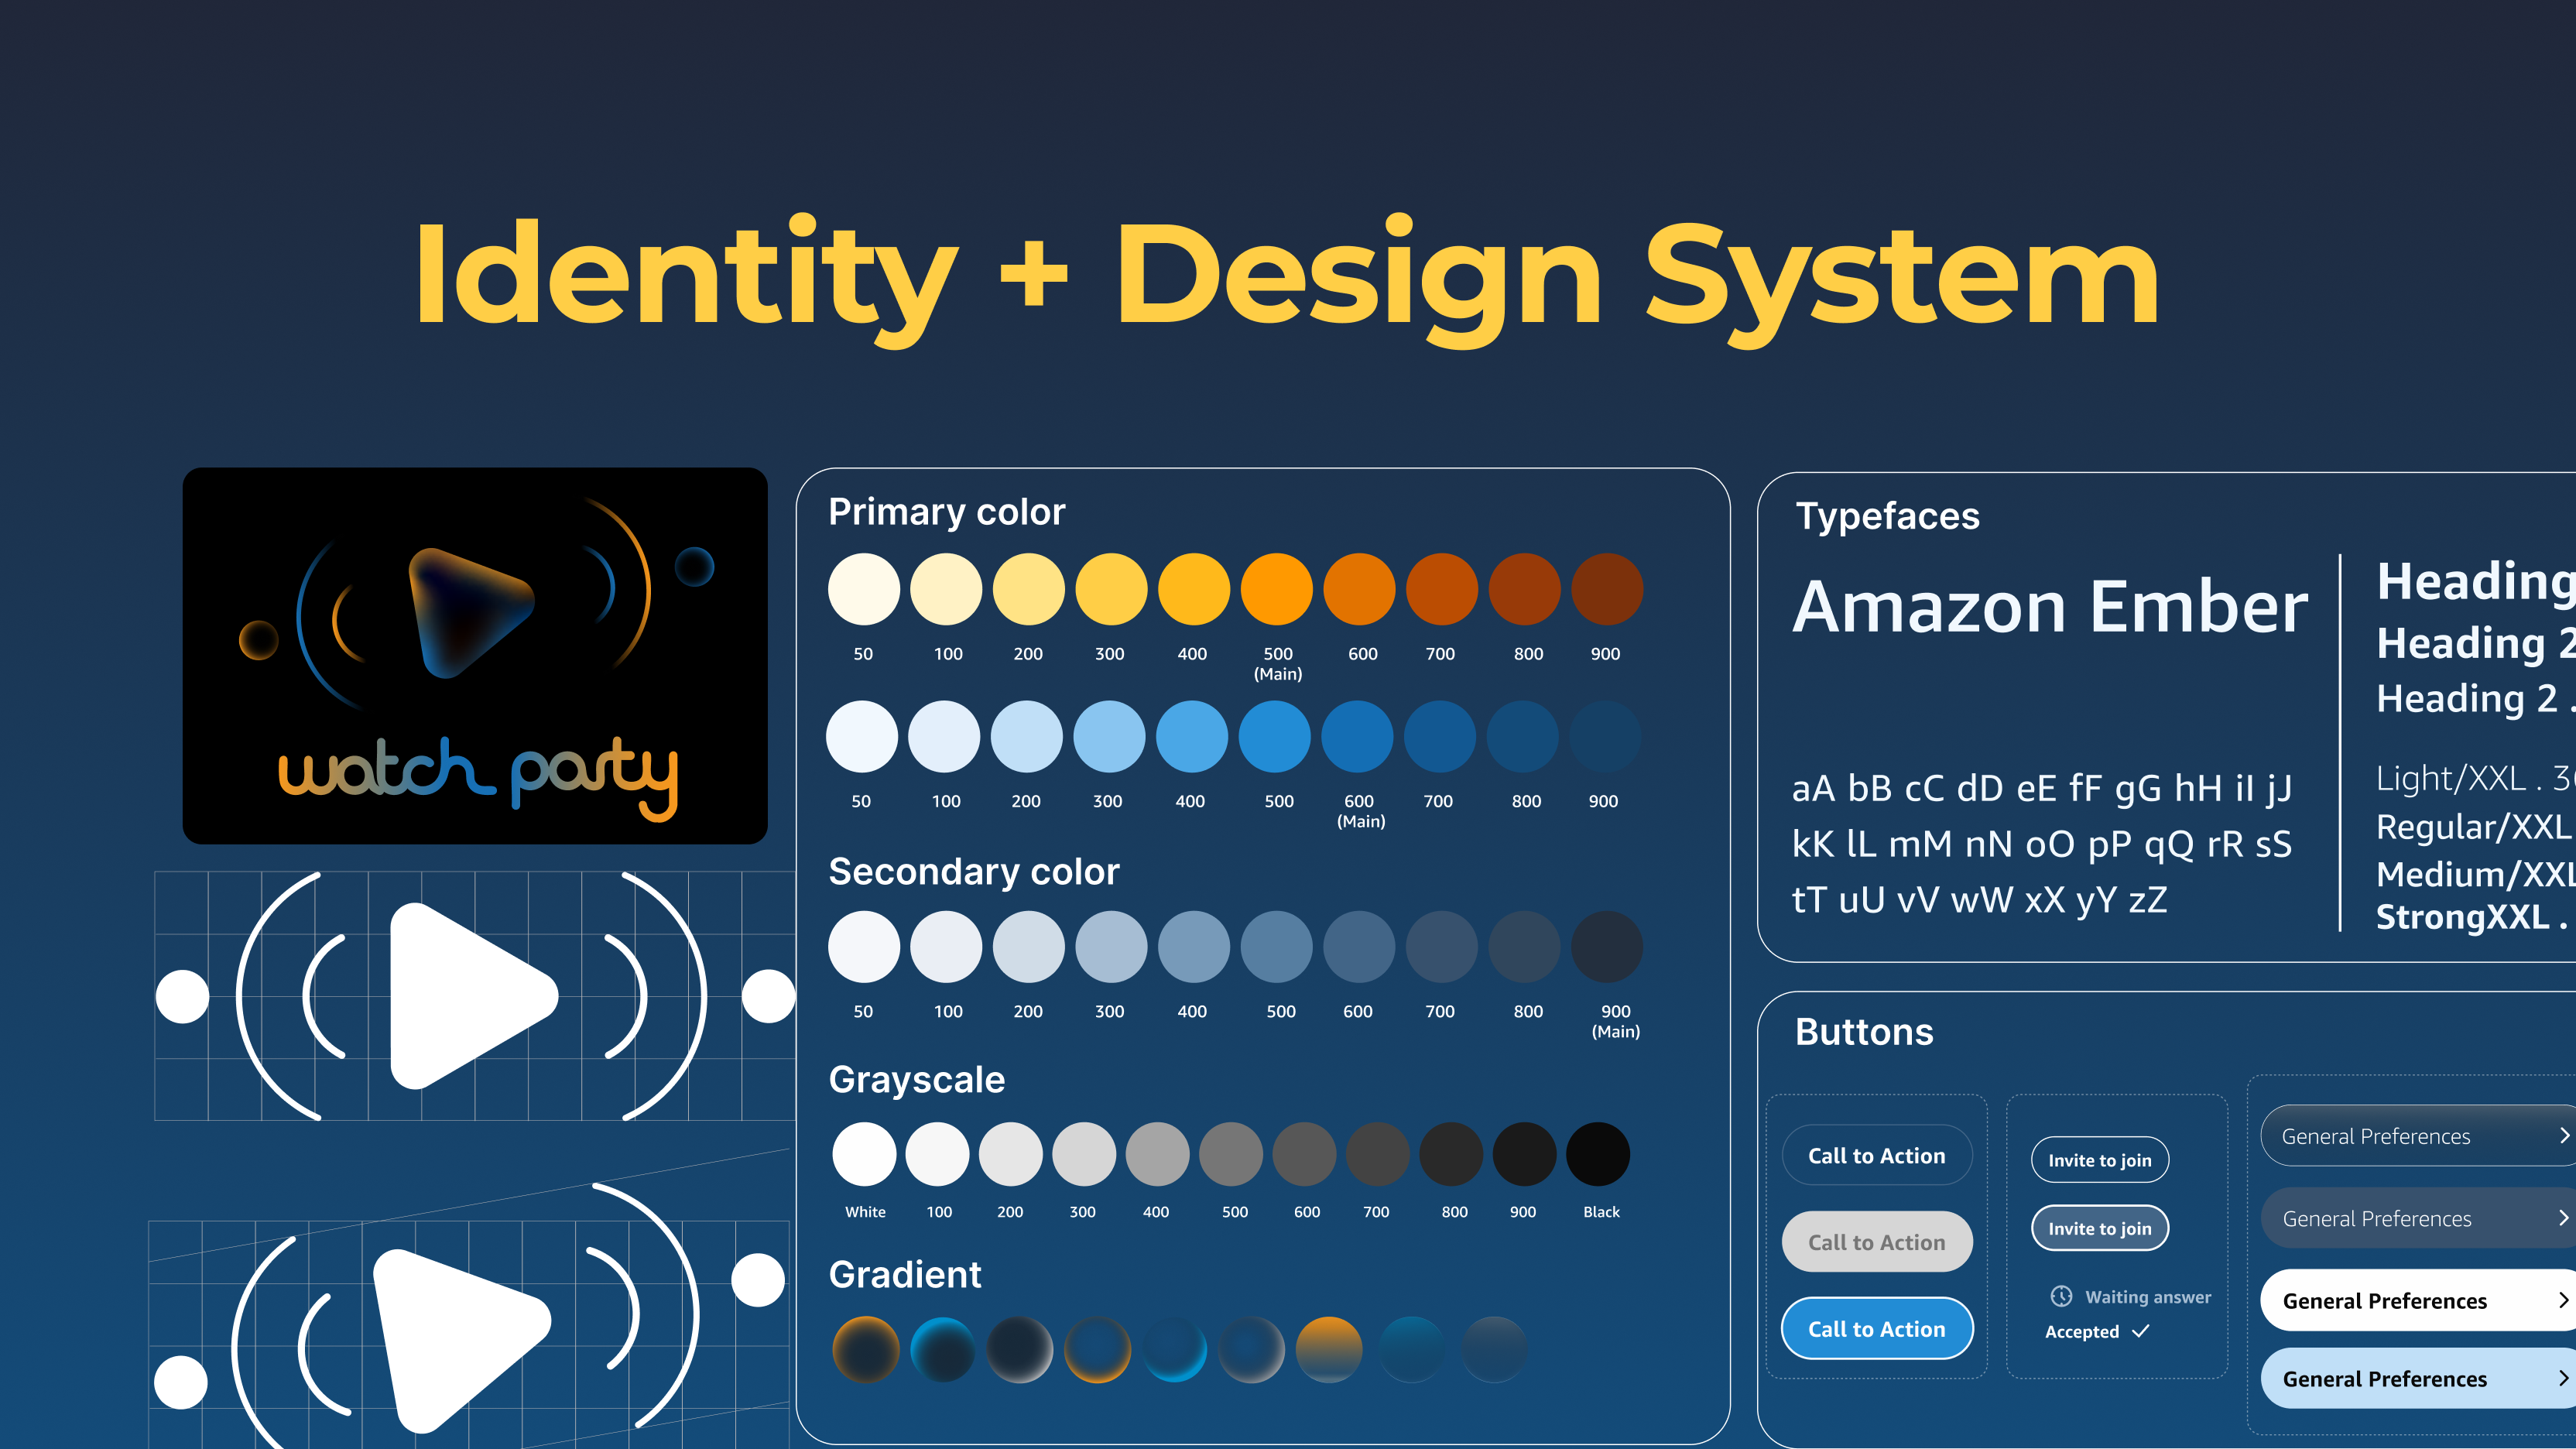 Identity + Design System
watch party
Primary color
50 100 200 300 400 500 600 700 800 900
(Main)
50 100 200 300 400 500 600 700 800 900
(Main)
Secondary color
50 100 200 300 400 500 600 700 800 900
(Main)
Grayscale
White 100 200 300 400 500 600 700 800 900 Black
Gradient
Typefaces
Amazon Ember
aA bB cC dD eE fF gG hH iI jJ
kK lL mM nN oO pP qQ rR sS
tT uU vV wW xX yY zZ
Heading
Heading 2
Heading 2 .
Light/XXL . 3
Regular/XXL
Medium/XXL
StrongXXL .
Buttons
Call to Action
Call to Action
Call to Action
Invite to join
Invite to join
Waiting answer
Accepted
General Preferences
General Preferences
General Preferences
General Preferences